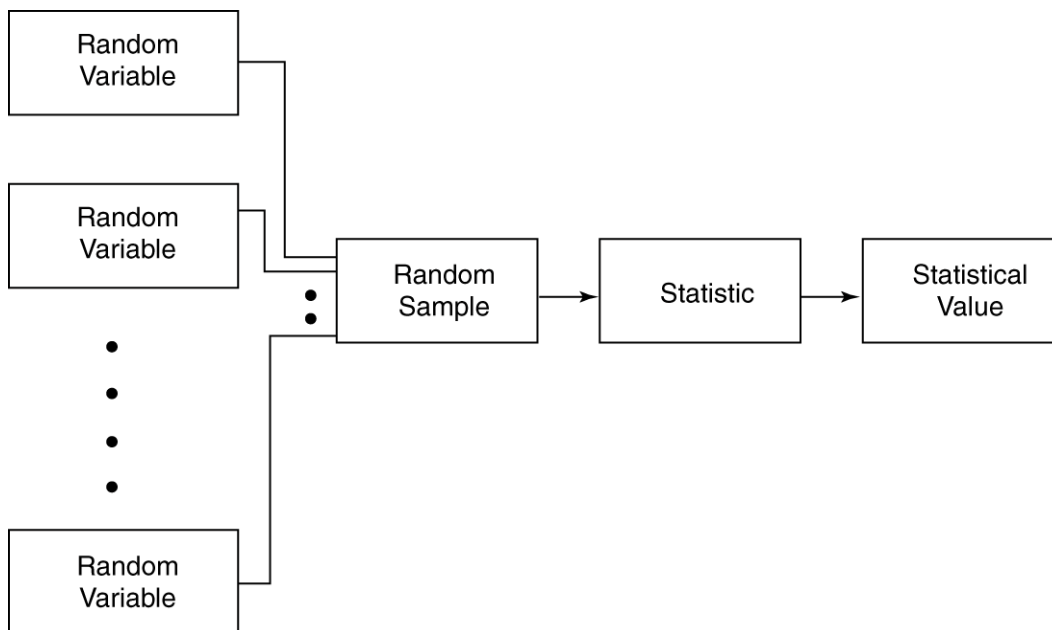 Random
Variable
Random
Variable
Random
Sample
Statistic
Statistical
Value
Random
Variable